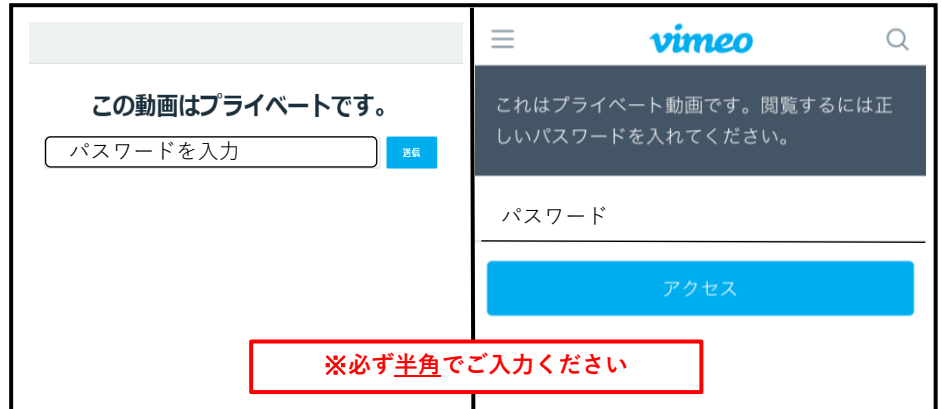 この動画はプライベートです。
パスワードを入力
送信
vimeo
これはプライベート動画です。閲覧するには正
しいパスワードを入れてください。
パスワード
アクセス
※必ず半角でご入力ください